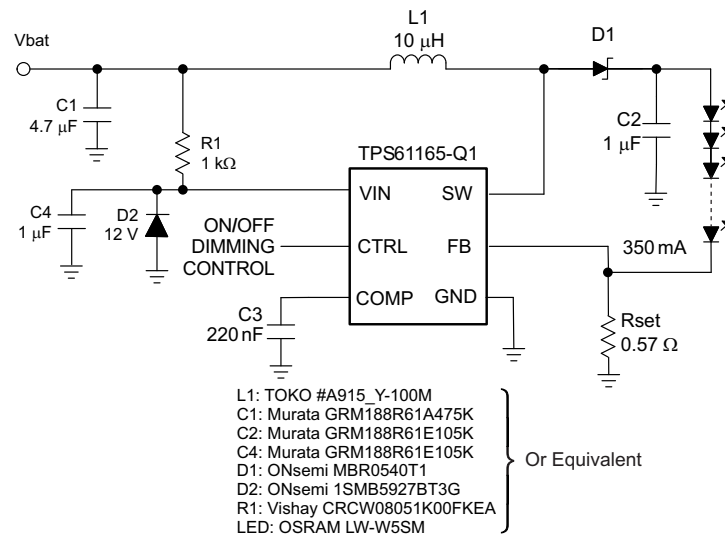 L1
10 µH
D1
Vbat
C1
4.7 µF
R1
1 kΩ
C2
1 µF
TPS61165-Q1
VIN
SW
C4
1 µF
D2
12 V
ON/OFF
DIMMING
CONTROL
CTRL
FB
350 mA
COMP
GND
C3
220 nF
Rset
0.57 Ω
L1: TOKO #A915_Y-100M
C1: Murata GRM188R61A475K
C2: Murata GRM188R61E105K
C4: Murata GRM188R61E105K
D1: ONsemi MBR0540T1
D2: ONsemi 1SMB5927BT3G
R1: Vishay CRCW08051K00FKEA
LED: OSRAM LW-W5SM
Or Equivalent